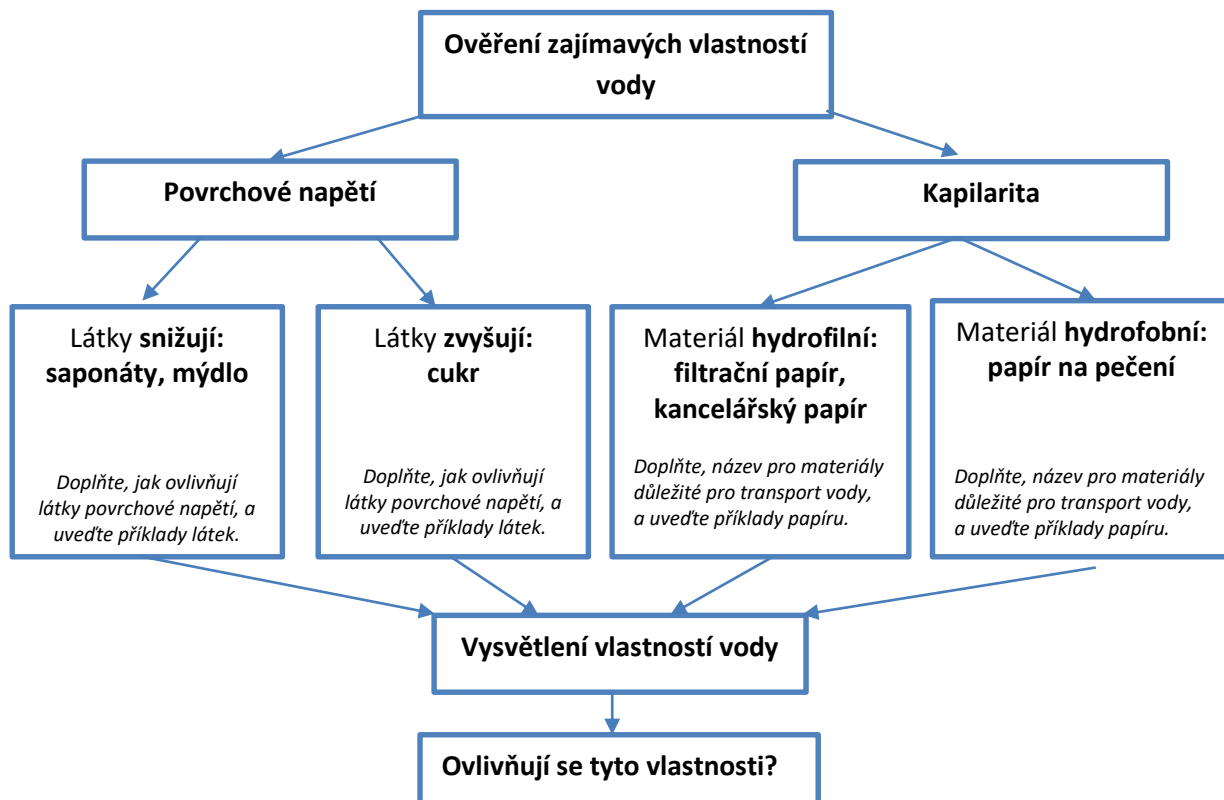 Ověření zajímavých vlastností
vody
Povrchové napětí
Kapilarita
Látky snižují:
saponáty, mýdlo
Doplňte, jak ovlivňují
látky povrchové napětí, a
uveďte příklady látek.
Látky zvyšují:
cukr
Doplňte, jak ovlivňují
látky povrchové napětí, a
uveďte příklady látek.
Materiál hydrofilní:
filtrační papír,
kancelářský papír
Doplňte, název pro materiály
důležité pro transport vody,
a uveďte příklady papíru.
Materiál hydrofobní:
papír na pečení
Doplňte, název pro materiály
důležité pro transport vody,
a uveďte příklady papíru.
Vysvětlení vlastností vody
Ovlivňují se tyto vlastnosti?